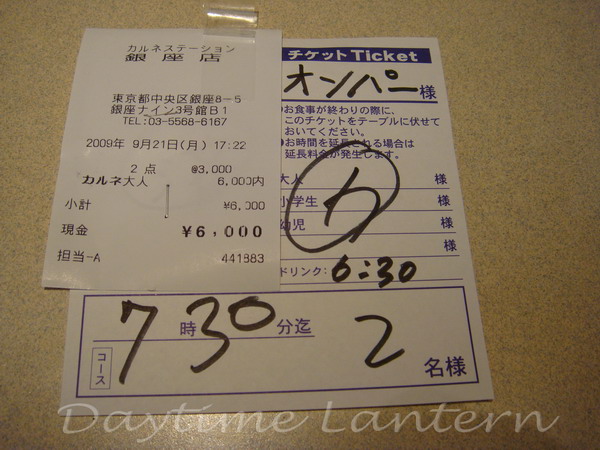 カルネステーション
銀座店
東京都中央区銀座8-5
銀座ナイン3号館B1
TEL:03-5568-6167
2009年 9月21日(月) 17:22
2点 @3,000
カルネ大人 6,000内
小計 ¥6,000
現金 ¥6,000
担当-A 441883
チケット Ticket
オンパー様
のお食事が終わりの際に、
このチケットをテーブルに伏せて
おいてください。
お時間を延長される場合は
延長料金が発生します。
大人 様
小学生 様
幼児 様
様
カ
ドリンク: 6:30
コース
7時30分迄 2名様
Daytime Lantern